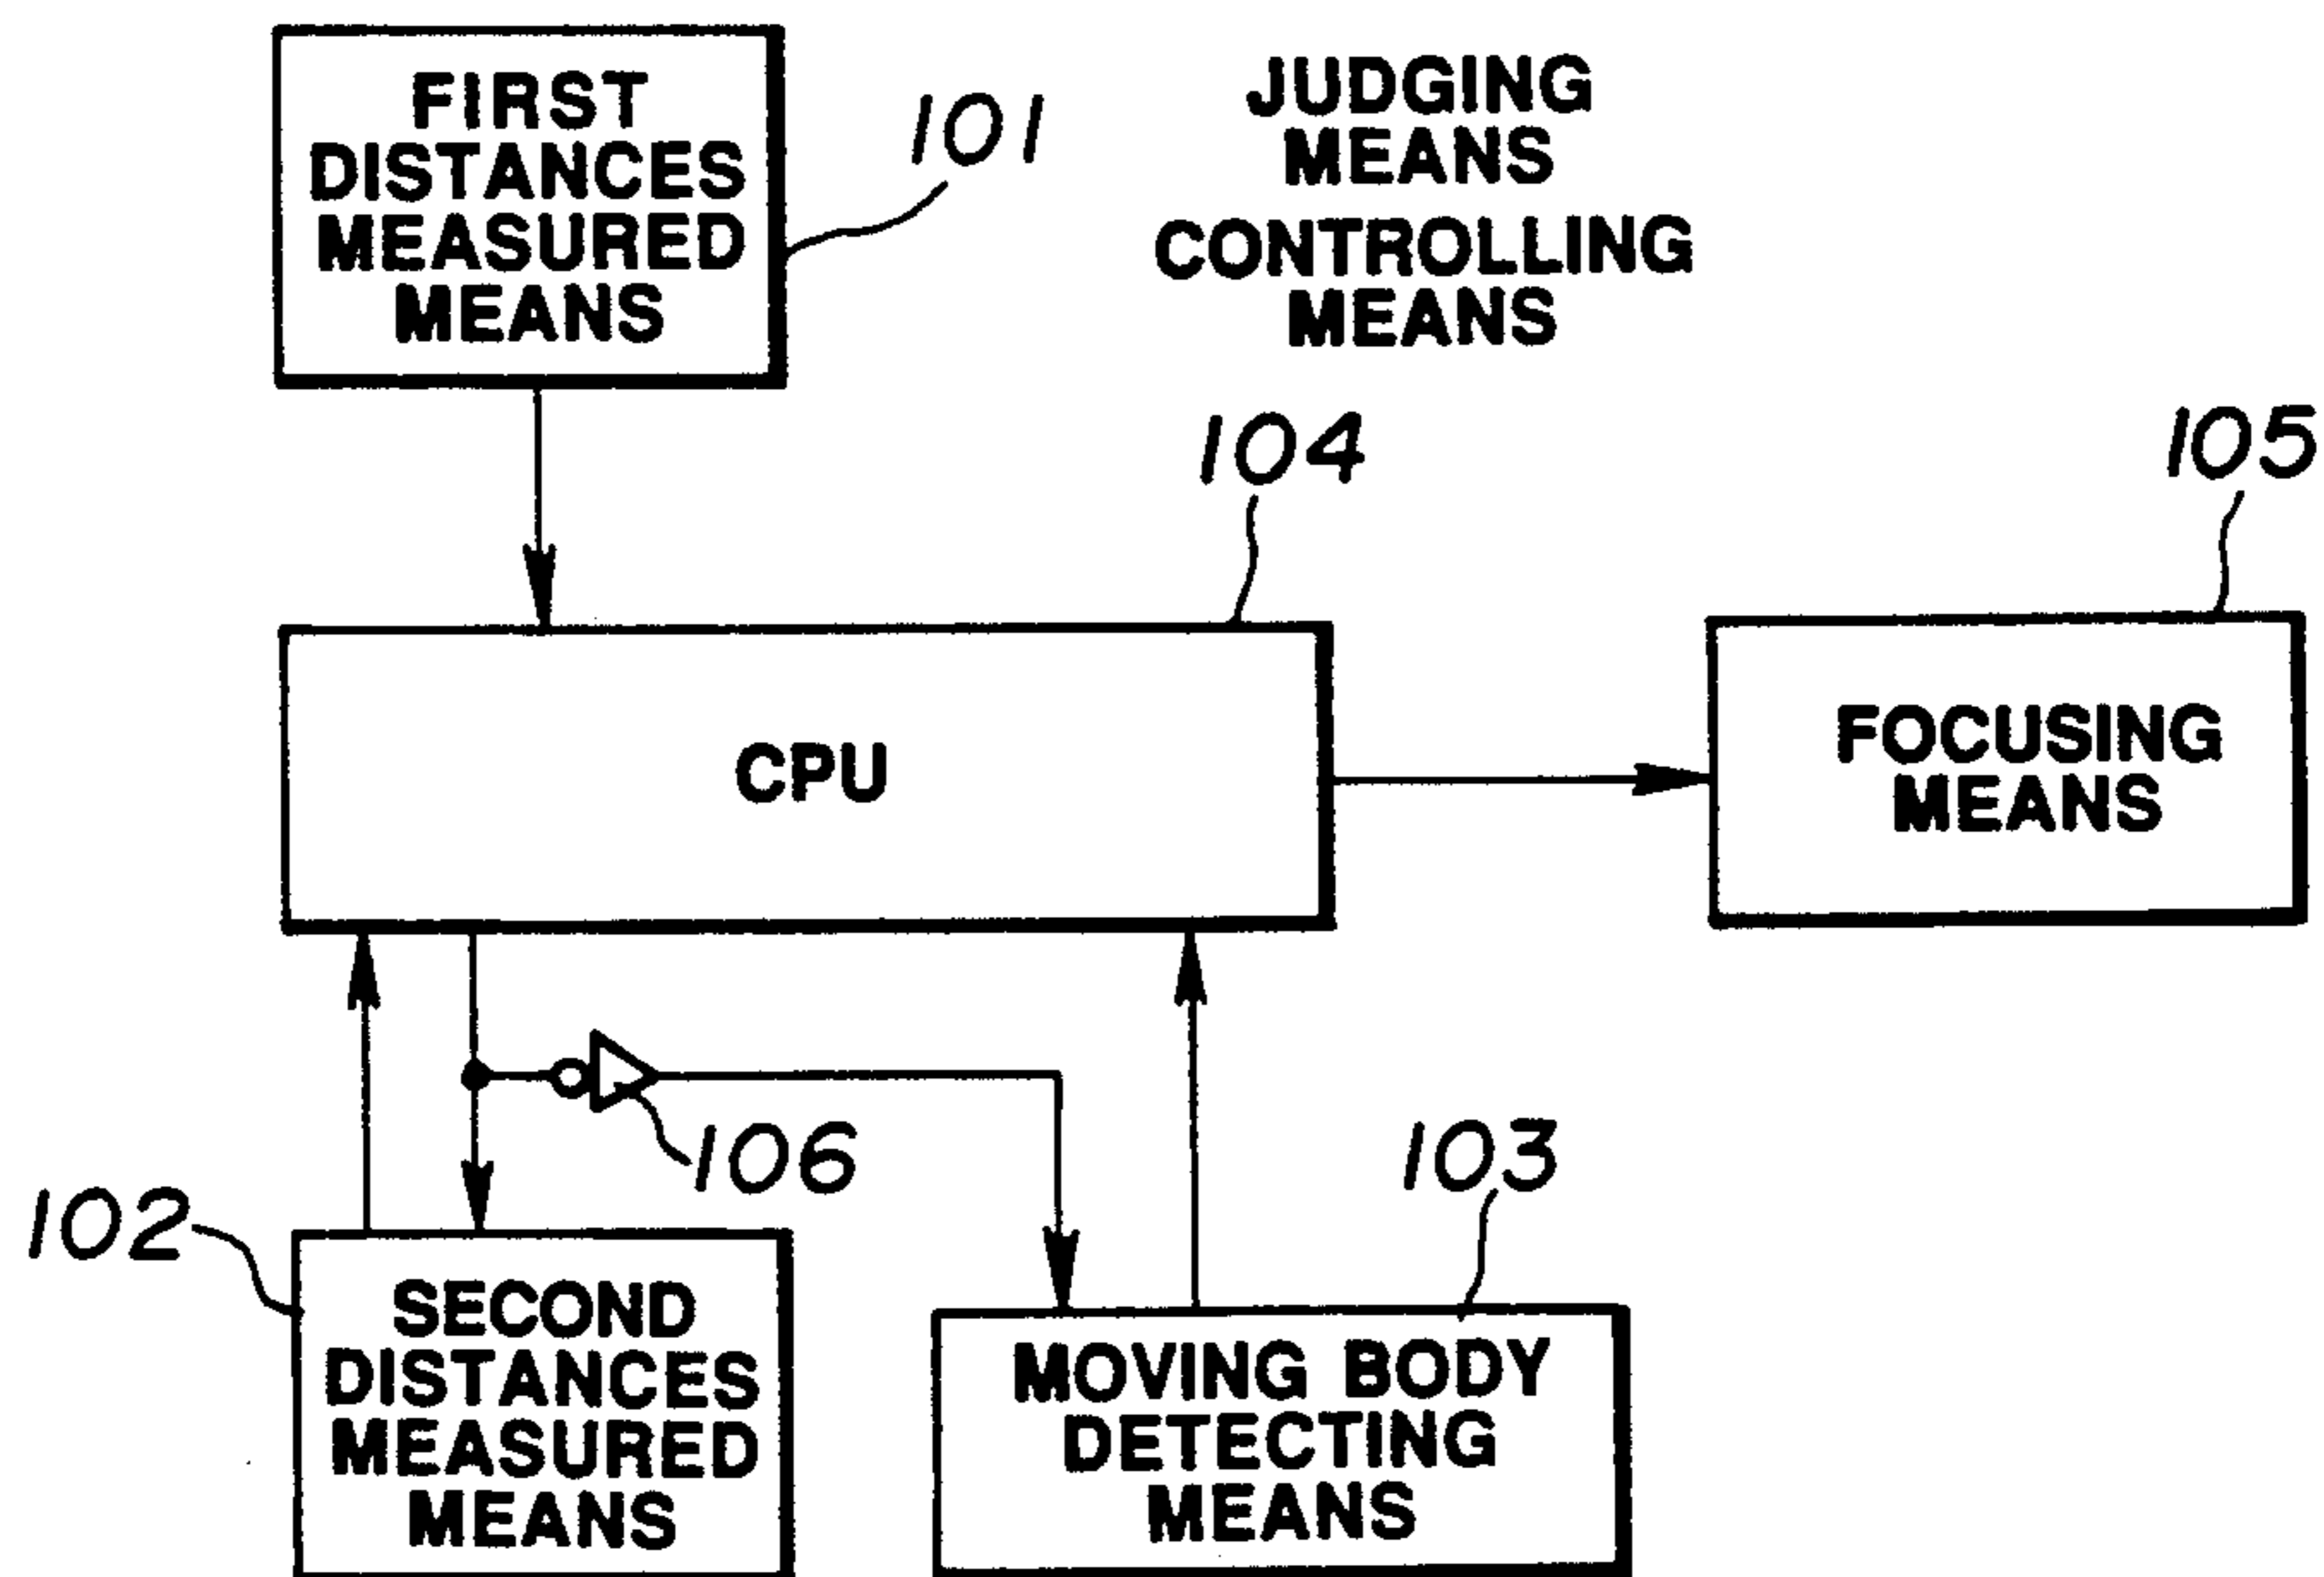 FIRST
DISTANCES
MEASURED
MEANS
101
JUDGING
MEANS
CONTROLLING
MEANS
104
105
CPU
FOCUSING
MEANS
106
102
103
SECOND
DISTANCES
MEASURED
MEANS
MOVING BODY
DETECTING
MEANS